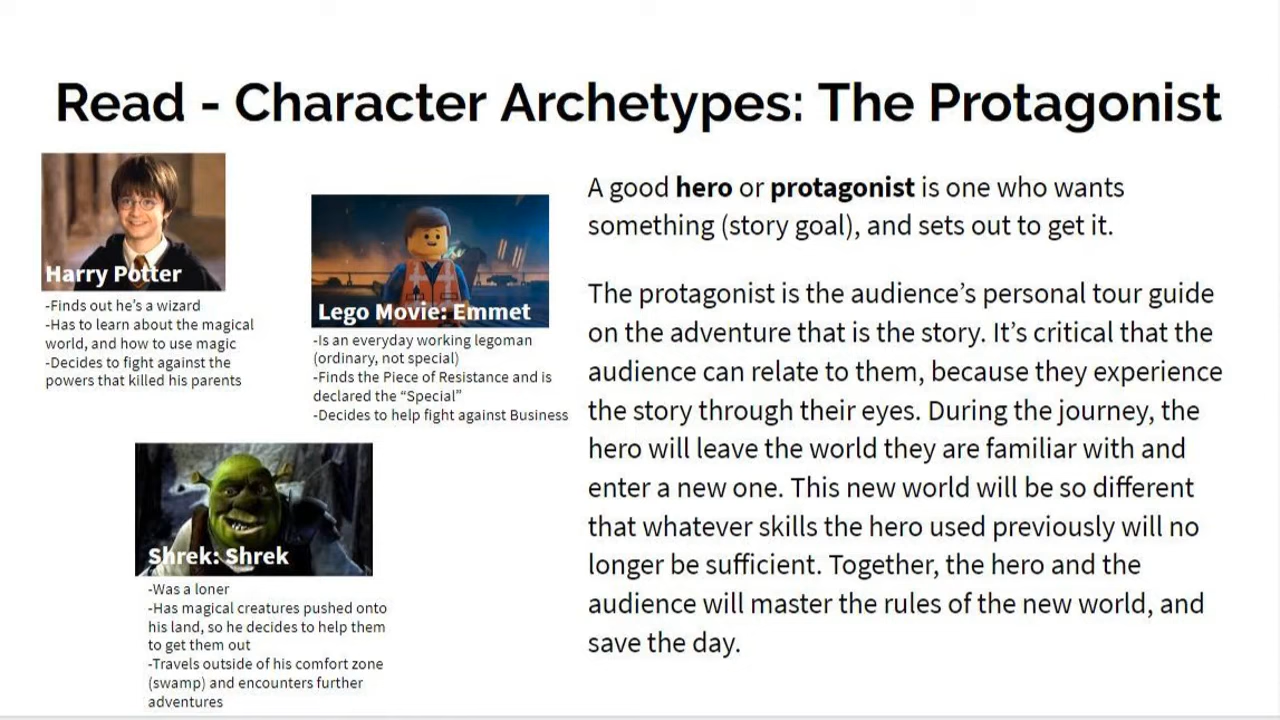 Read - Character Archetypes: The Protagonist
Harry Potter
-Finds out he's a wizard
-Has to learn about the magical
world, and how to use magic
-Decides to fight against the
powers that killed his parents
Lego Movie: Emmet
-Is an everyday working legoman
(ordinary, not special)
-Finds the Piece of Resistance and is
declared the “Special”
-Decides to help fight against Business
Shrek: Shrek
-Was a loner
-Has magical creatures pushed onto
his land, so he decides to help them
to get them out
-Travels outside of his comfort zone
(swamp) and encounters further
adventures
A good hero or protagonist is one who wants
something (story goal), and sets out to get it.
The protagonist is the audience’s personal tour guide
on the adventure that is the story. It’s critical that the
audience can relate to them, because they experience
the story through their eyes. During the journey, the
hero will leave the world they are familiar with and
enter a new one. This new world will be so different
that whatever skills the hero used previously will no
longer be sufficient. Together, the hero and the
audience will master the rules of the new world, and
save the day.